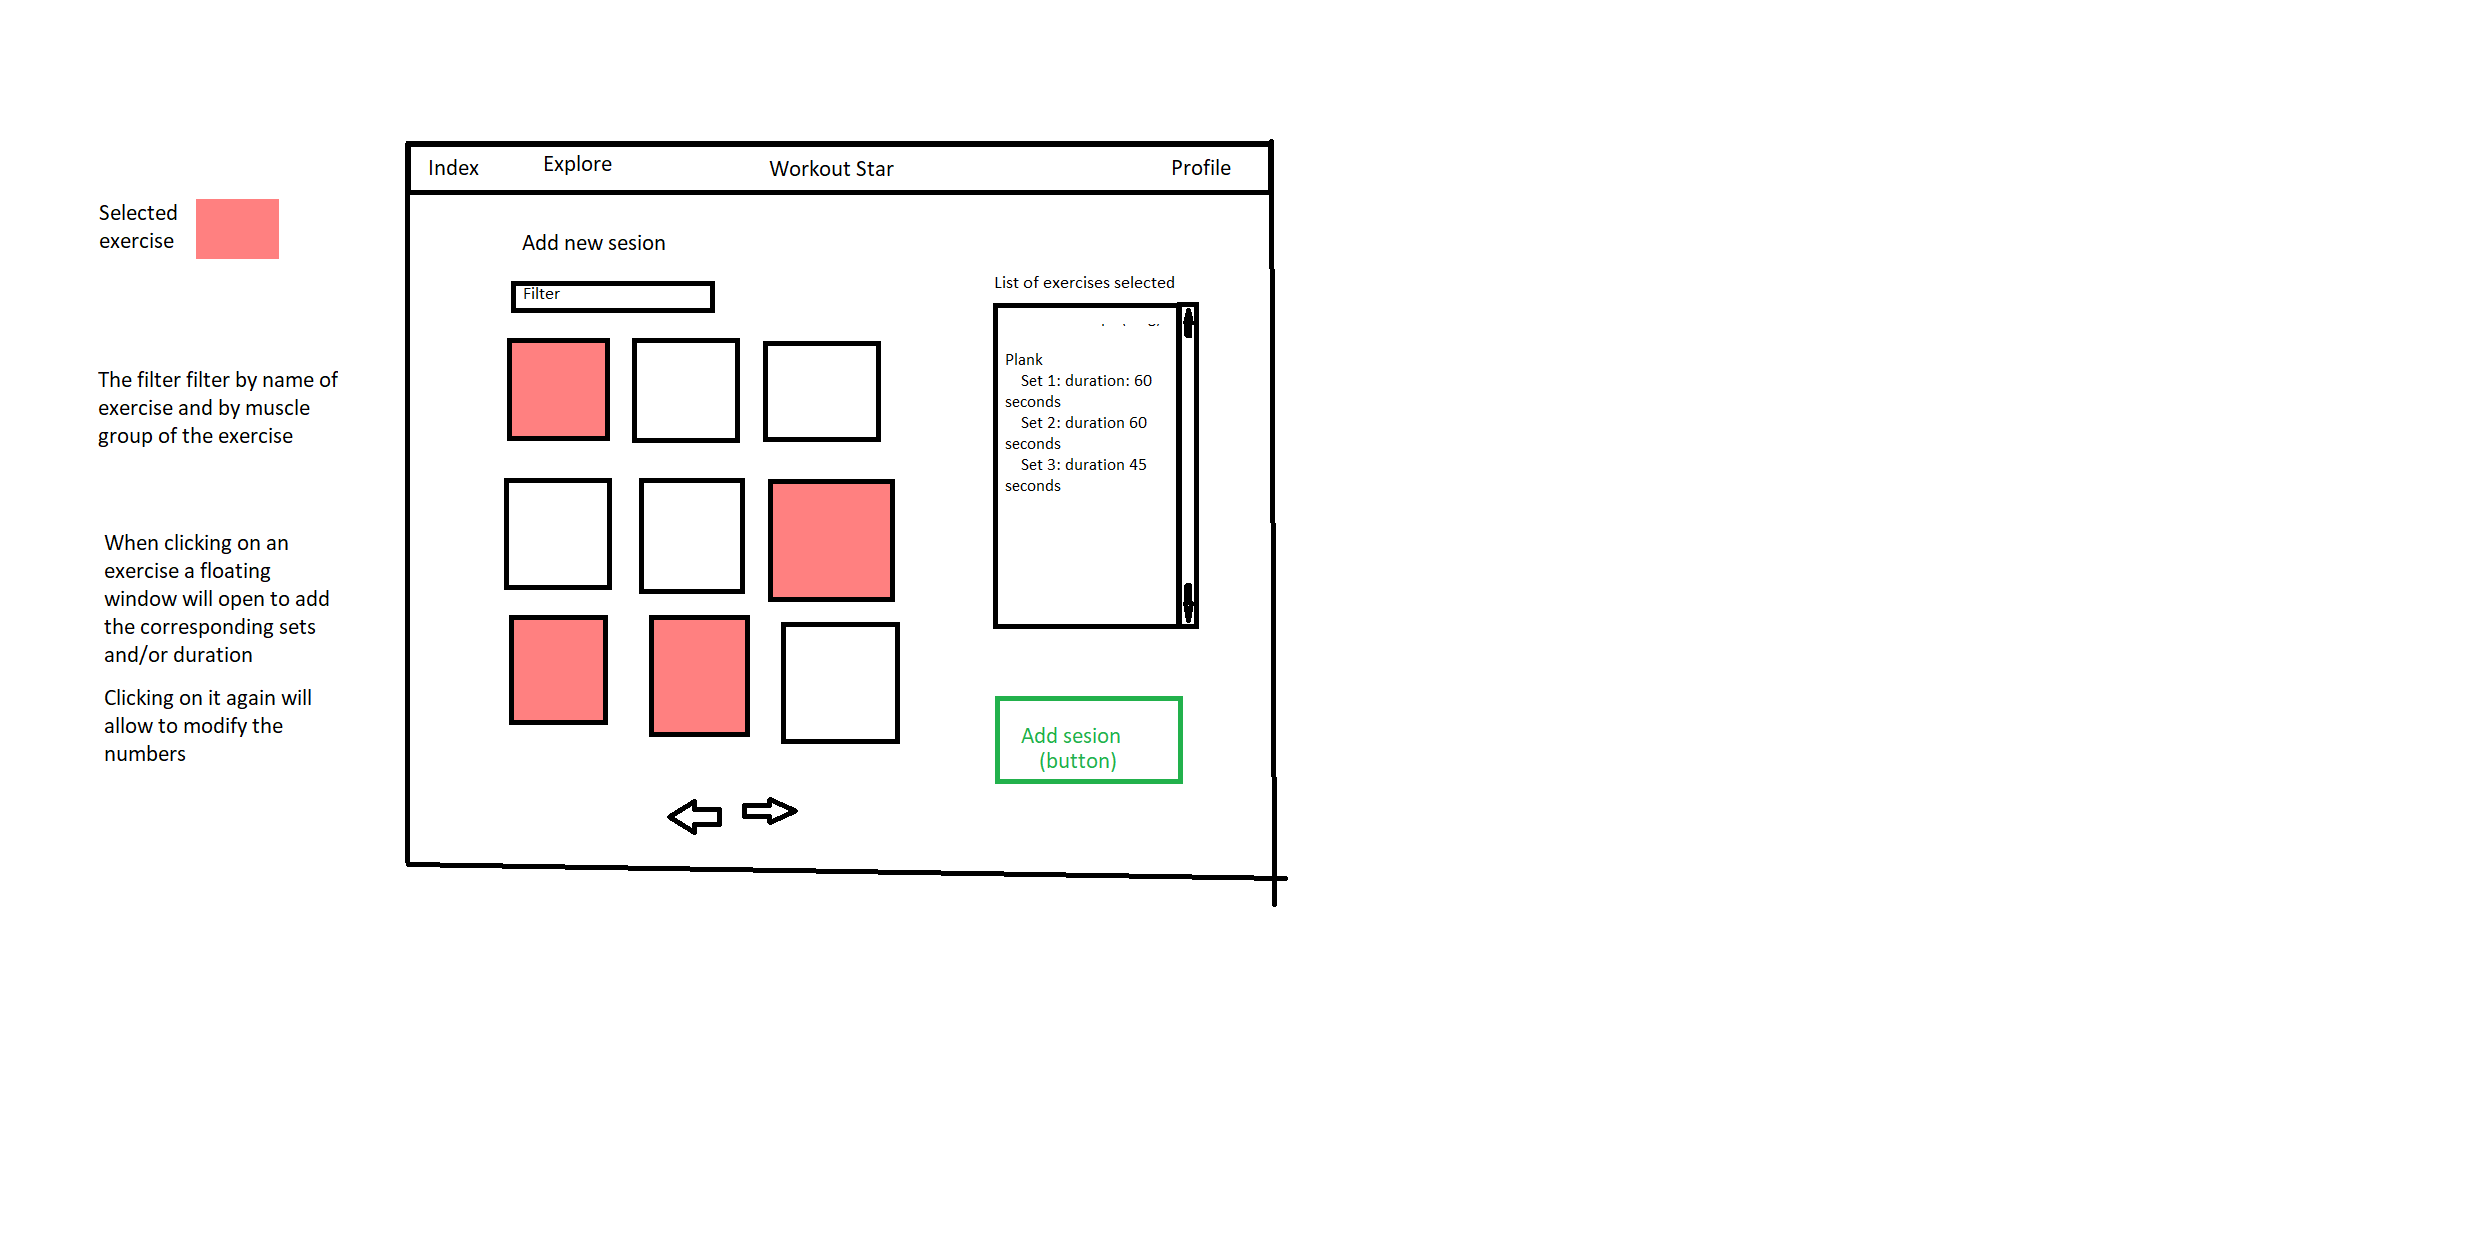 Index
Explore
Workout Star
Profile
Selected
exercise
Add new sesion
Filter
List of exercises selected
Plank
Set 1: duration: 60
seconds
Set 2: duration 60
seconds
Set 3: duration 45
seconds
The filter filter by name of
exercise and by muscle
group of the exercise
When clicking on an
exercise a floating
window will open to add
the corresponding sets
and/or duration
Clicking on it again will
allow to modify the
numbers
Add sesion
(button)